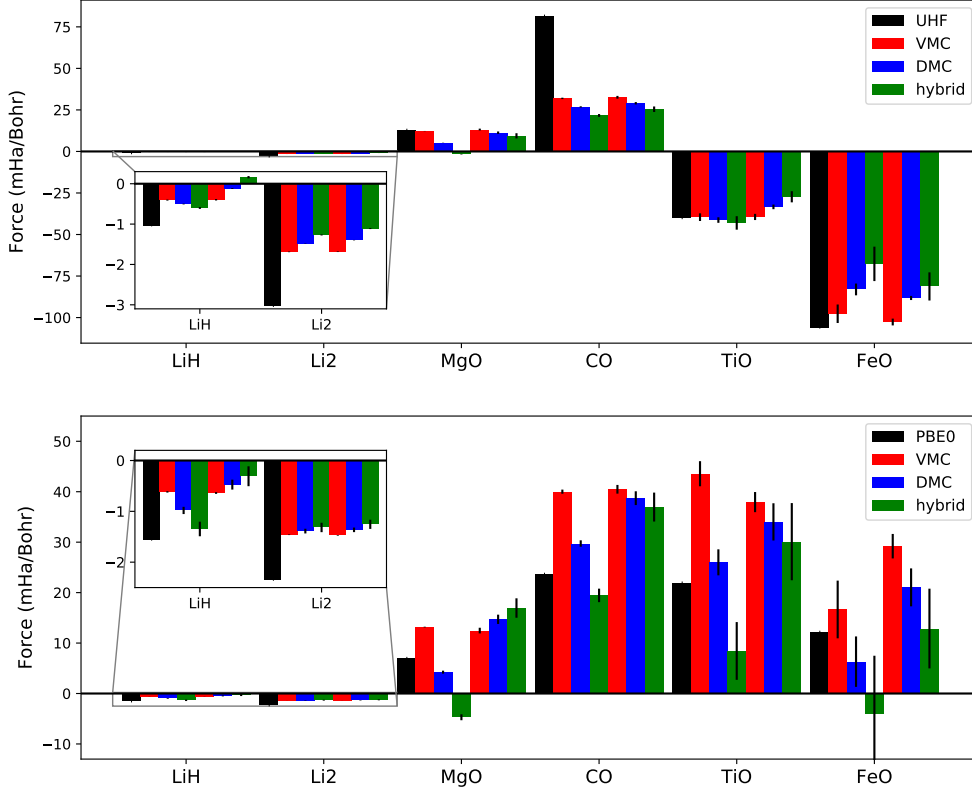 Force (mHa/Bohr)
75
50
25
0
−25
−50
−75
−100
UHF
VMC
DMC
hybrid
0
−1
−2
−3
LiH
Li2
LiH
Li2
MgO
CO
TiO
FeO
Force (mHa/Bohr)
50
40
30
20
10
0
−10
PBE0
VMC
DMC
hybrid
0
−1
−2
LiH
Li2
LiH
Li2
MgO
CO
TiO
FeO